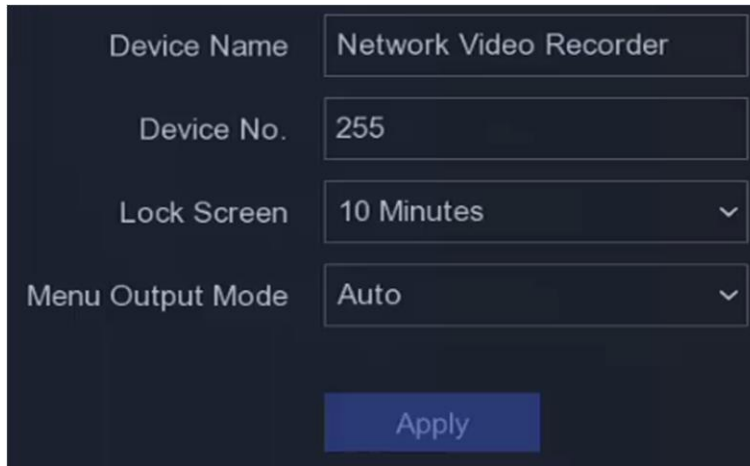 Device Name Network Video Recorder
Device No. 255
Lock Screen 10 Minutes
Menu Output Mode Auto
Apply